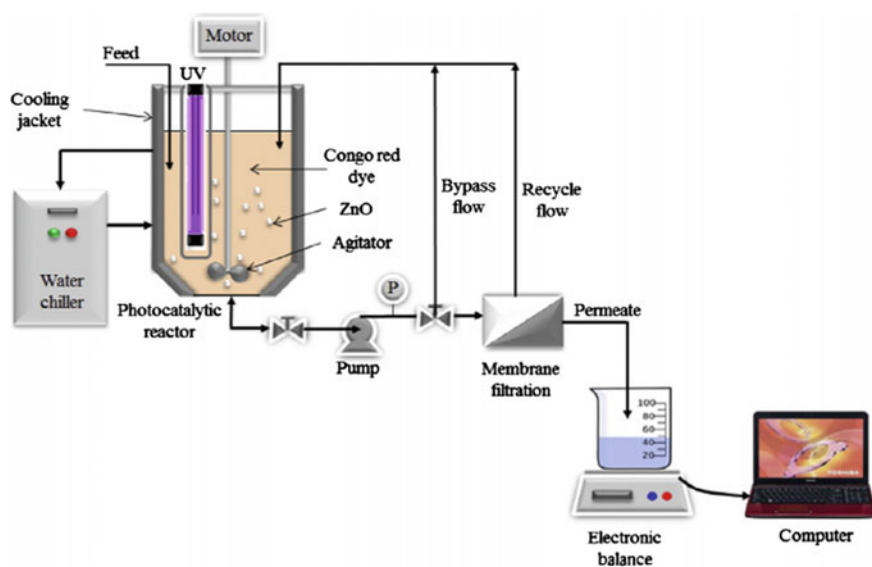 Motor
Feed
UV
Cooling
jacket
Congo red
dye
Bypass
flow
Recycle
flow
ZnO
Agitator
Water
chiller
P
Photocatalytic
reactor
Permeate
Pump
Membrane
filtration
100
80
60
40
20
TOSHIBA
Electronic
balance
Computer